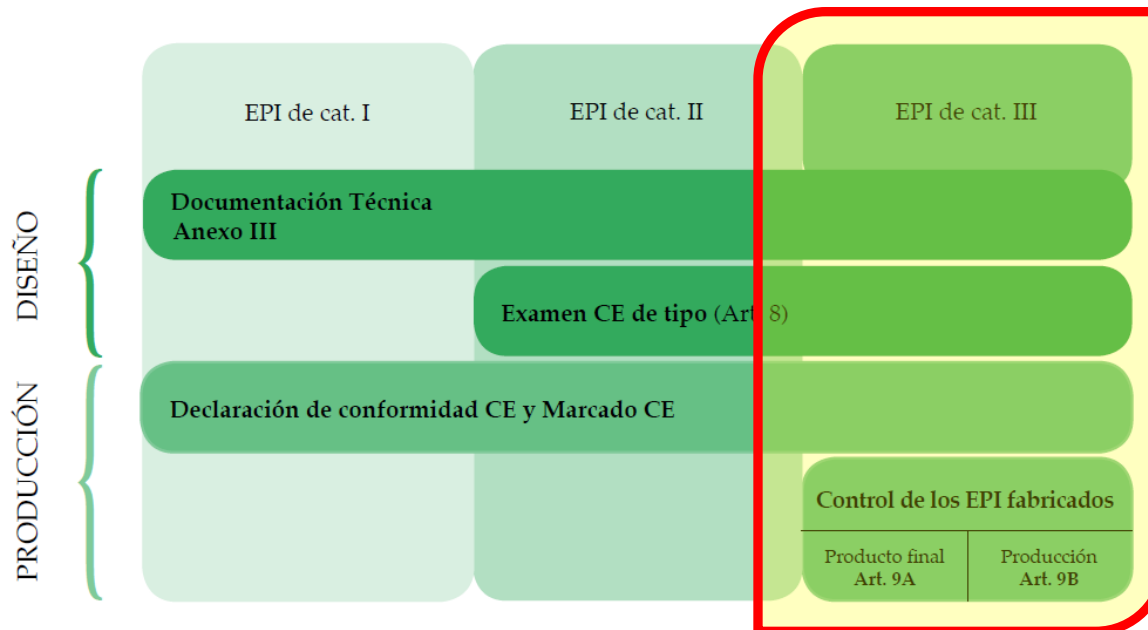 EPI de cat. I
EPI de cat. II
EPI de cat. III
DISEÑO
Documentación Técnica
Anexo III
Examen CE de tipo (Art. 8)
PRODUCCIÓN
Declaración de conformidad CE y Marcado CE
Control de los EPI fabricados
Producto final
Art. 9A
Producción
Art. 9B